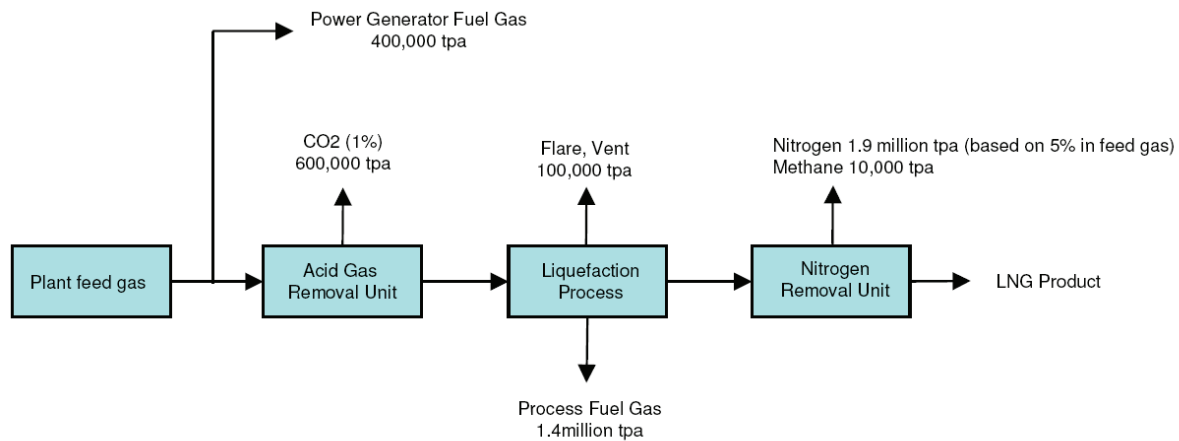 Power Generator Fuel Gas
400,000 tpa
CO2 (1%)
600,000 tpa
Flare, Vent
100,000 tpa
Nitrogen 1.9 million tpa (based on 5% in feed gas)
Methane 10,000 tpa
Plant feed gas
Acid Gas
Removal Unit
Liquefaction
Process
Nitrogen
Removal Unit
LNG Product
Process Fuel Gas
1.4million tpa